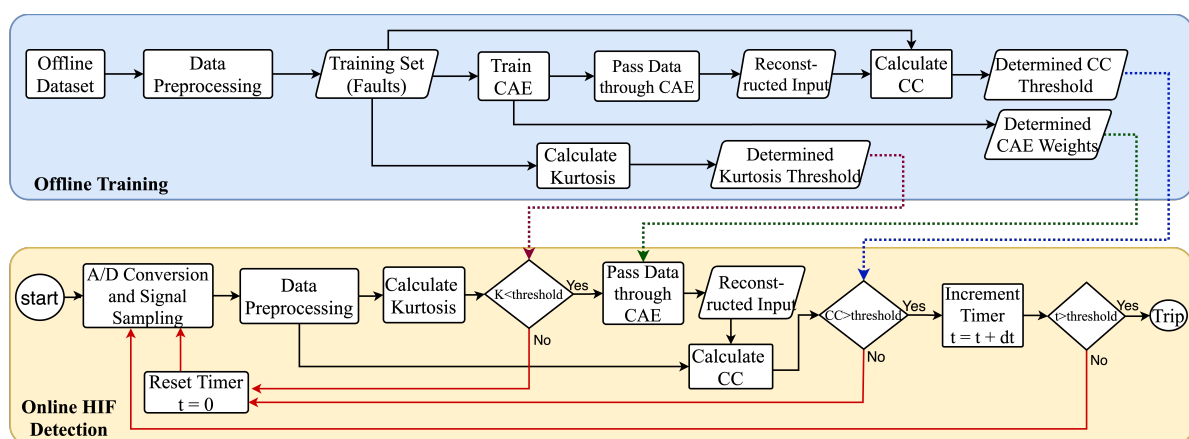 Offline
Dataset
Data
Preprocessing
Training Set
(Faults)
Train
CAE
Pass Data
through CAE
Reconst-
ructed Input
Calculate
CC
Determined CC
Threshold
Determined
CAE Weights
Calculate
Kurtosis
Determined
Kurtosis Threshold
Offline Training
start
A/D Conversion
and Signal
Sampling
Data
Preprocessing
Calculate
Kurtosis
K<threshold
Yes
No
Pass Data
through
CAE
Reconst-
ructed Input
Calculate
CC
CC>threshold
Yes
No
Increment
Timer
t = t + dt
t>threshold
Yes
No
Trip
Reset Timer
t = 0
Online HIF
Detection